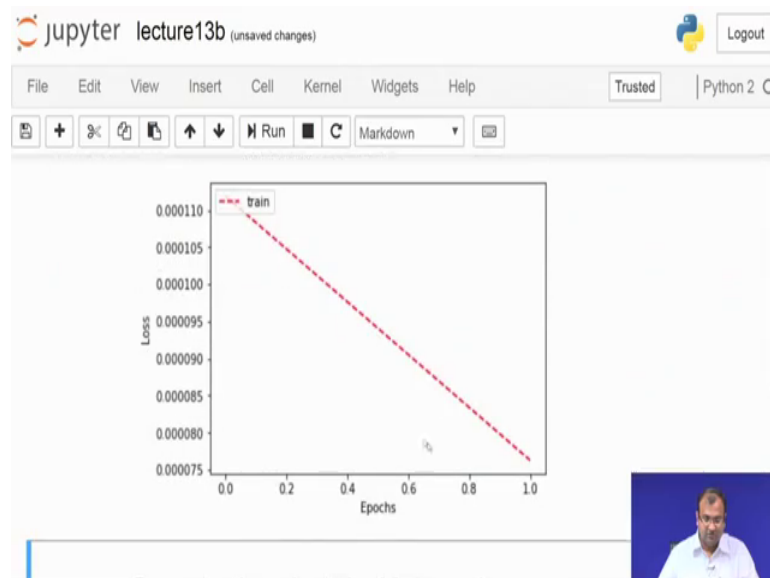 jupyter lecture13b (unsaved changes) Logout
File Edit View Insert Cell Kernel Widgets Help Trusted Python 2
Run Markdown
train
0.000110
0.000105
0.000100
0.000095
0.000090
0.000085
0.000080
0.000075
Loss
0.0 0.2 0.4 0.6 0.8 1.0
Epochs